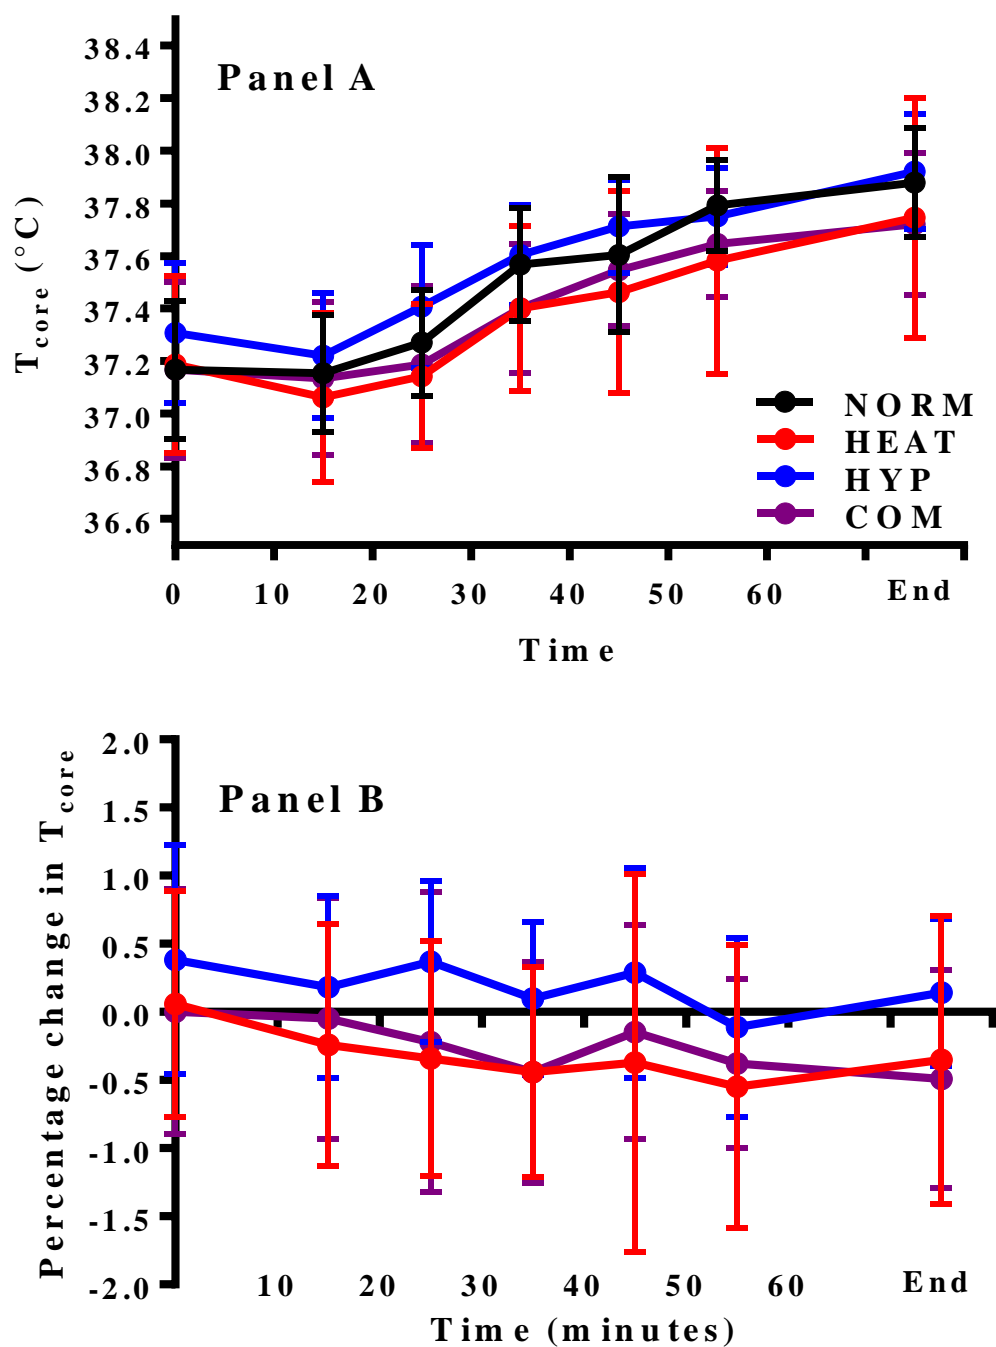 Panel A
38.4
38.2
38.0
37.8
37.6
37.4
37.2
37.0
36.8
36.6
T core (°C)
NORM
HEAT
HYP
COM
0 10 20 30 40 50 60 End
Time
Panel B
2.0
1.5
1.0
0.5
0.0
-0.5
-1.0
-1.5
-2.0
Percentage change in T core
10 20 30 40 50 60 End
Time (minutes)